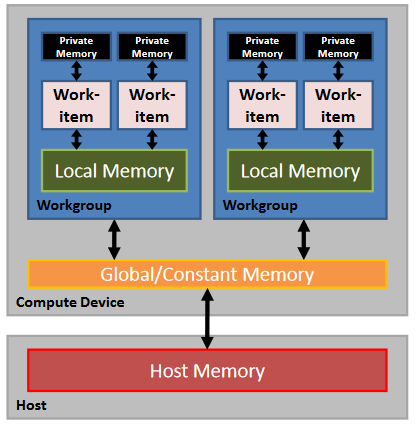 Private
Memory
Private
Memory
Private
Memory
Private
Memory
Work-
item
Work-
item
Work-
item
Work-
item
Local Memory
Local Memory
Workgroup
Workgroup
Global/Constant Memory
Compute Device
Host Memory
Host